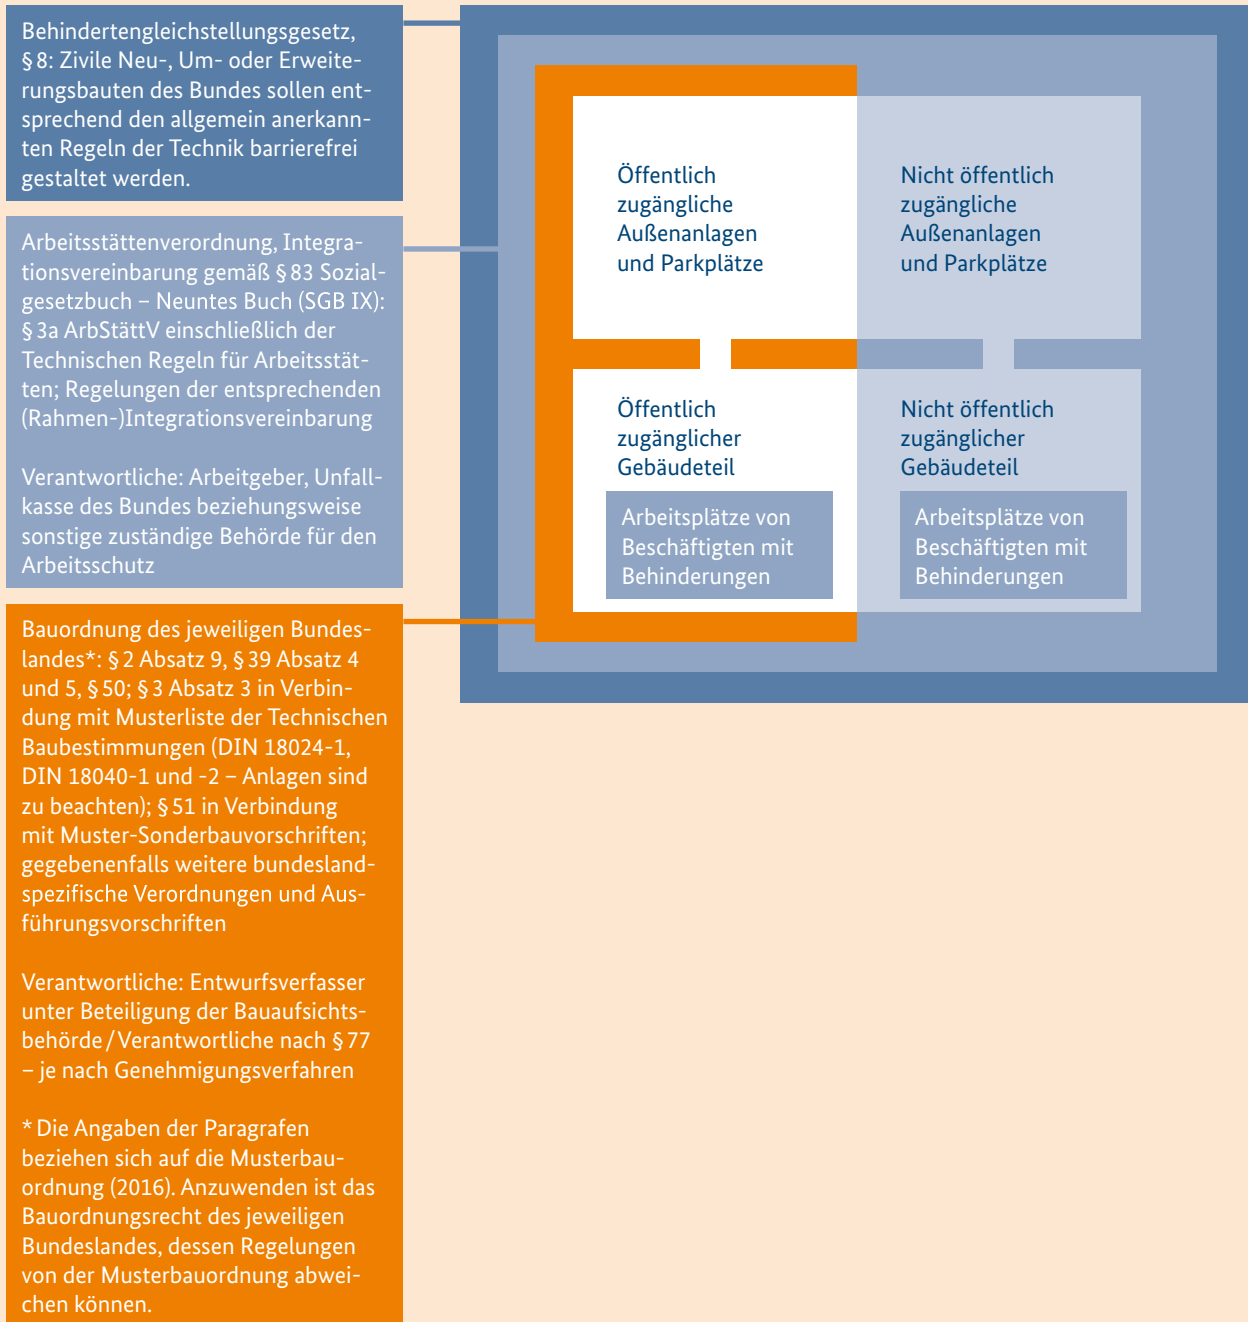 Behindertengleichstellungsgesetz,
§ 8: Zivile Neu-, Um- oder Erweite-
rungsbauten des Bundes sollen ent-
sprechend den allgemein anerkann-
ten Regeln der Technik barrierefrei
gestaltet werden.
Arbeitsstättenverordnung, Integra-
tionsvereinbarung gemäß § 83 Sozial-
gesetzbuch – Neuntes Buch (SGB IX):
§ 3a ArbStättV einschließlich der
Technischen Regeln für Arbeitsstät-
ten; Regelungen der entsprechenden
(Rahmen-)Integrationsvereinbarung
Verantwortliche: Arbeitgeber, Unfall-
kasse des Bundes beziehungsweise
sonstige zuständige Behörde für den
Arbeitsschutz
Bauordnung des jeweiligen Bundes-
landes*: § 2 Absatz 9, § 39 Absatz 4
und 5, § 50; § 3 Absatz 3 in Verbin-
dung mit Musterliste der Technischen
Baubestimmungen (DIN 18024-1,
DIN 18040-1 und -2 – Anlagen sind
zu beachten); § 51 in Verbindung
mit Muster-Sonderbauvorschriften;
gegebenenfalls weitere bundesland-
spezifische Verordnungen und Aus-
führungsvorschriften
Verantwortliche: Entwurfsverfasser
unter Beteiligung der Bauaufsichts-
behörde / Verantwortliche nach § 77
– je nach Genehmigungsverfahren
* Die Angaben der Paragrafen
beziehen sich auf die Musterbau-
ordnung (2016). Anzuwenden ist das
Bauordnungsrecht des jeweiligen
Bundeslandes, dessen Regelungen
von der Musterbauordnung abwei-
chen können.
Öffentlich
zugängliche
Außenanlagen
und Parkplätze
Nicht öffentlich
zugängliche
Außenanlagen
und Parkplätze
Öffentlich
zugänglicher
Gebäudeteil
Arbeitsplätze von
Beschäftigten mit
Behinderungen
Nicht öffentlich
zugänglicher
Gebäudeteil
Arbeitsplätze von
Beschäftigten mit
Behinderungen